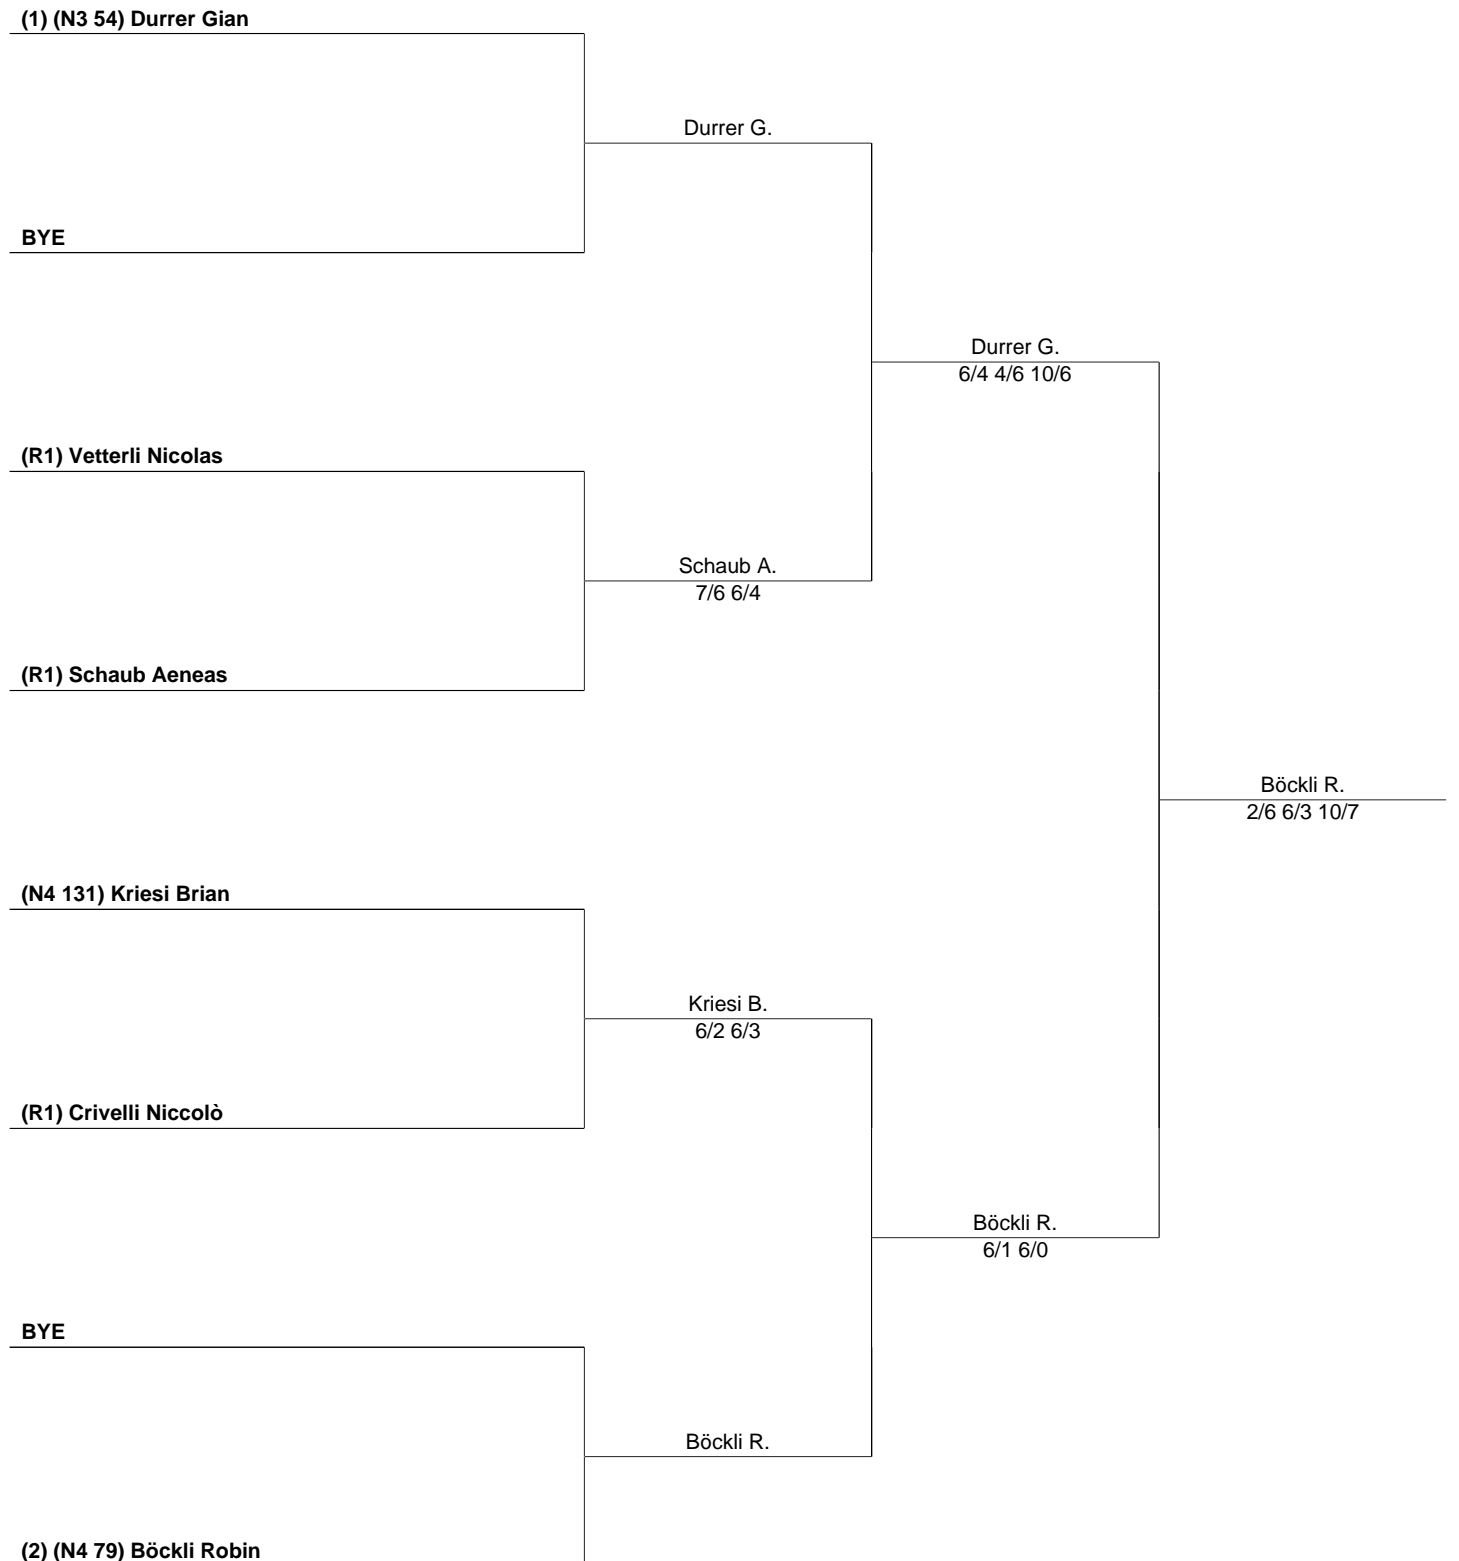 (1) (N3 54) Durrer Gian
Durrer G.
BYE
Durrer G.
6/4 4/6 10/6
(R1) Vetterli Nicolas
Schaub A.
7/6 6/4
(R1) Schaub Aeneas
Böckli R.
2/6 6/3 10/7
(N4 131) Kriesi Brian
Kriesi B.
6/2 6/3
(R1) Crivelli Niccolò
Böckli R.
6/1 6/0
BYE
Böckli R.
(2) (N4 79) Böckli Robin